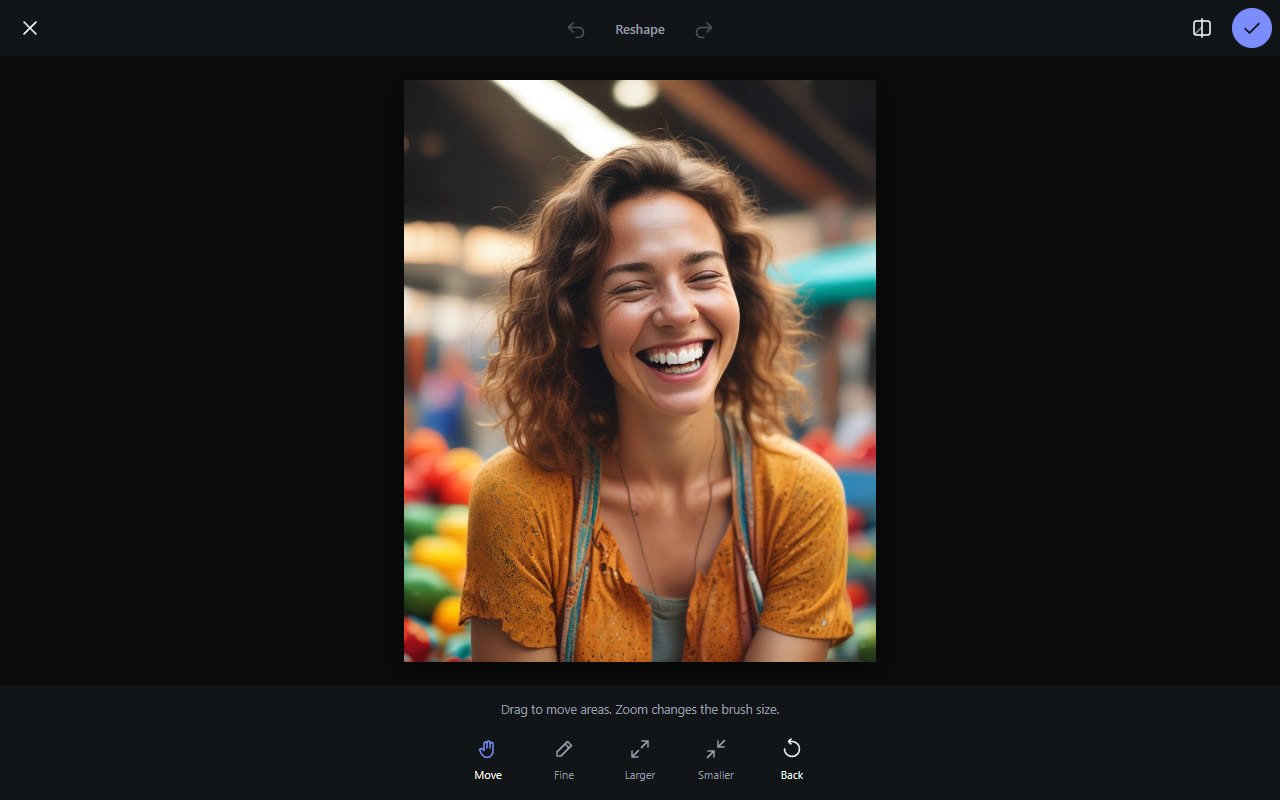 Reshape
Drag to move areas. Zoom changes the brush size.
Move
Fine
Larger
Smaller
Back